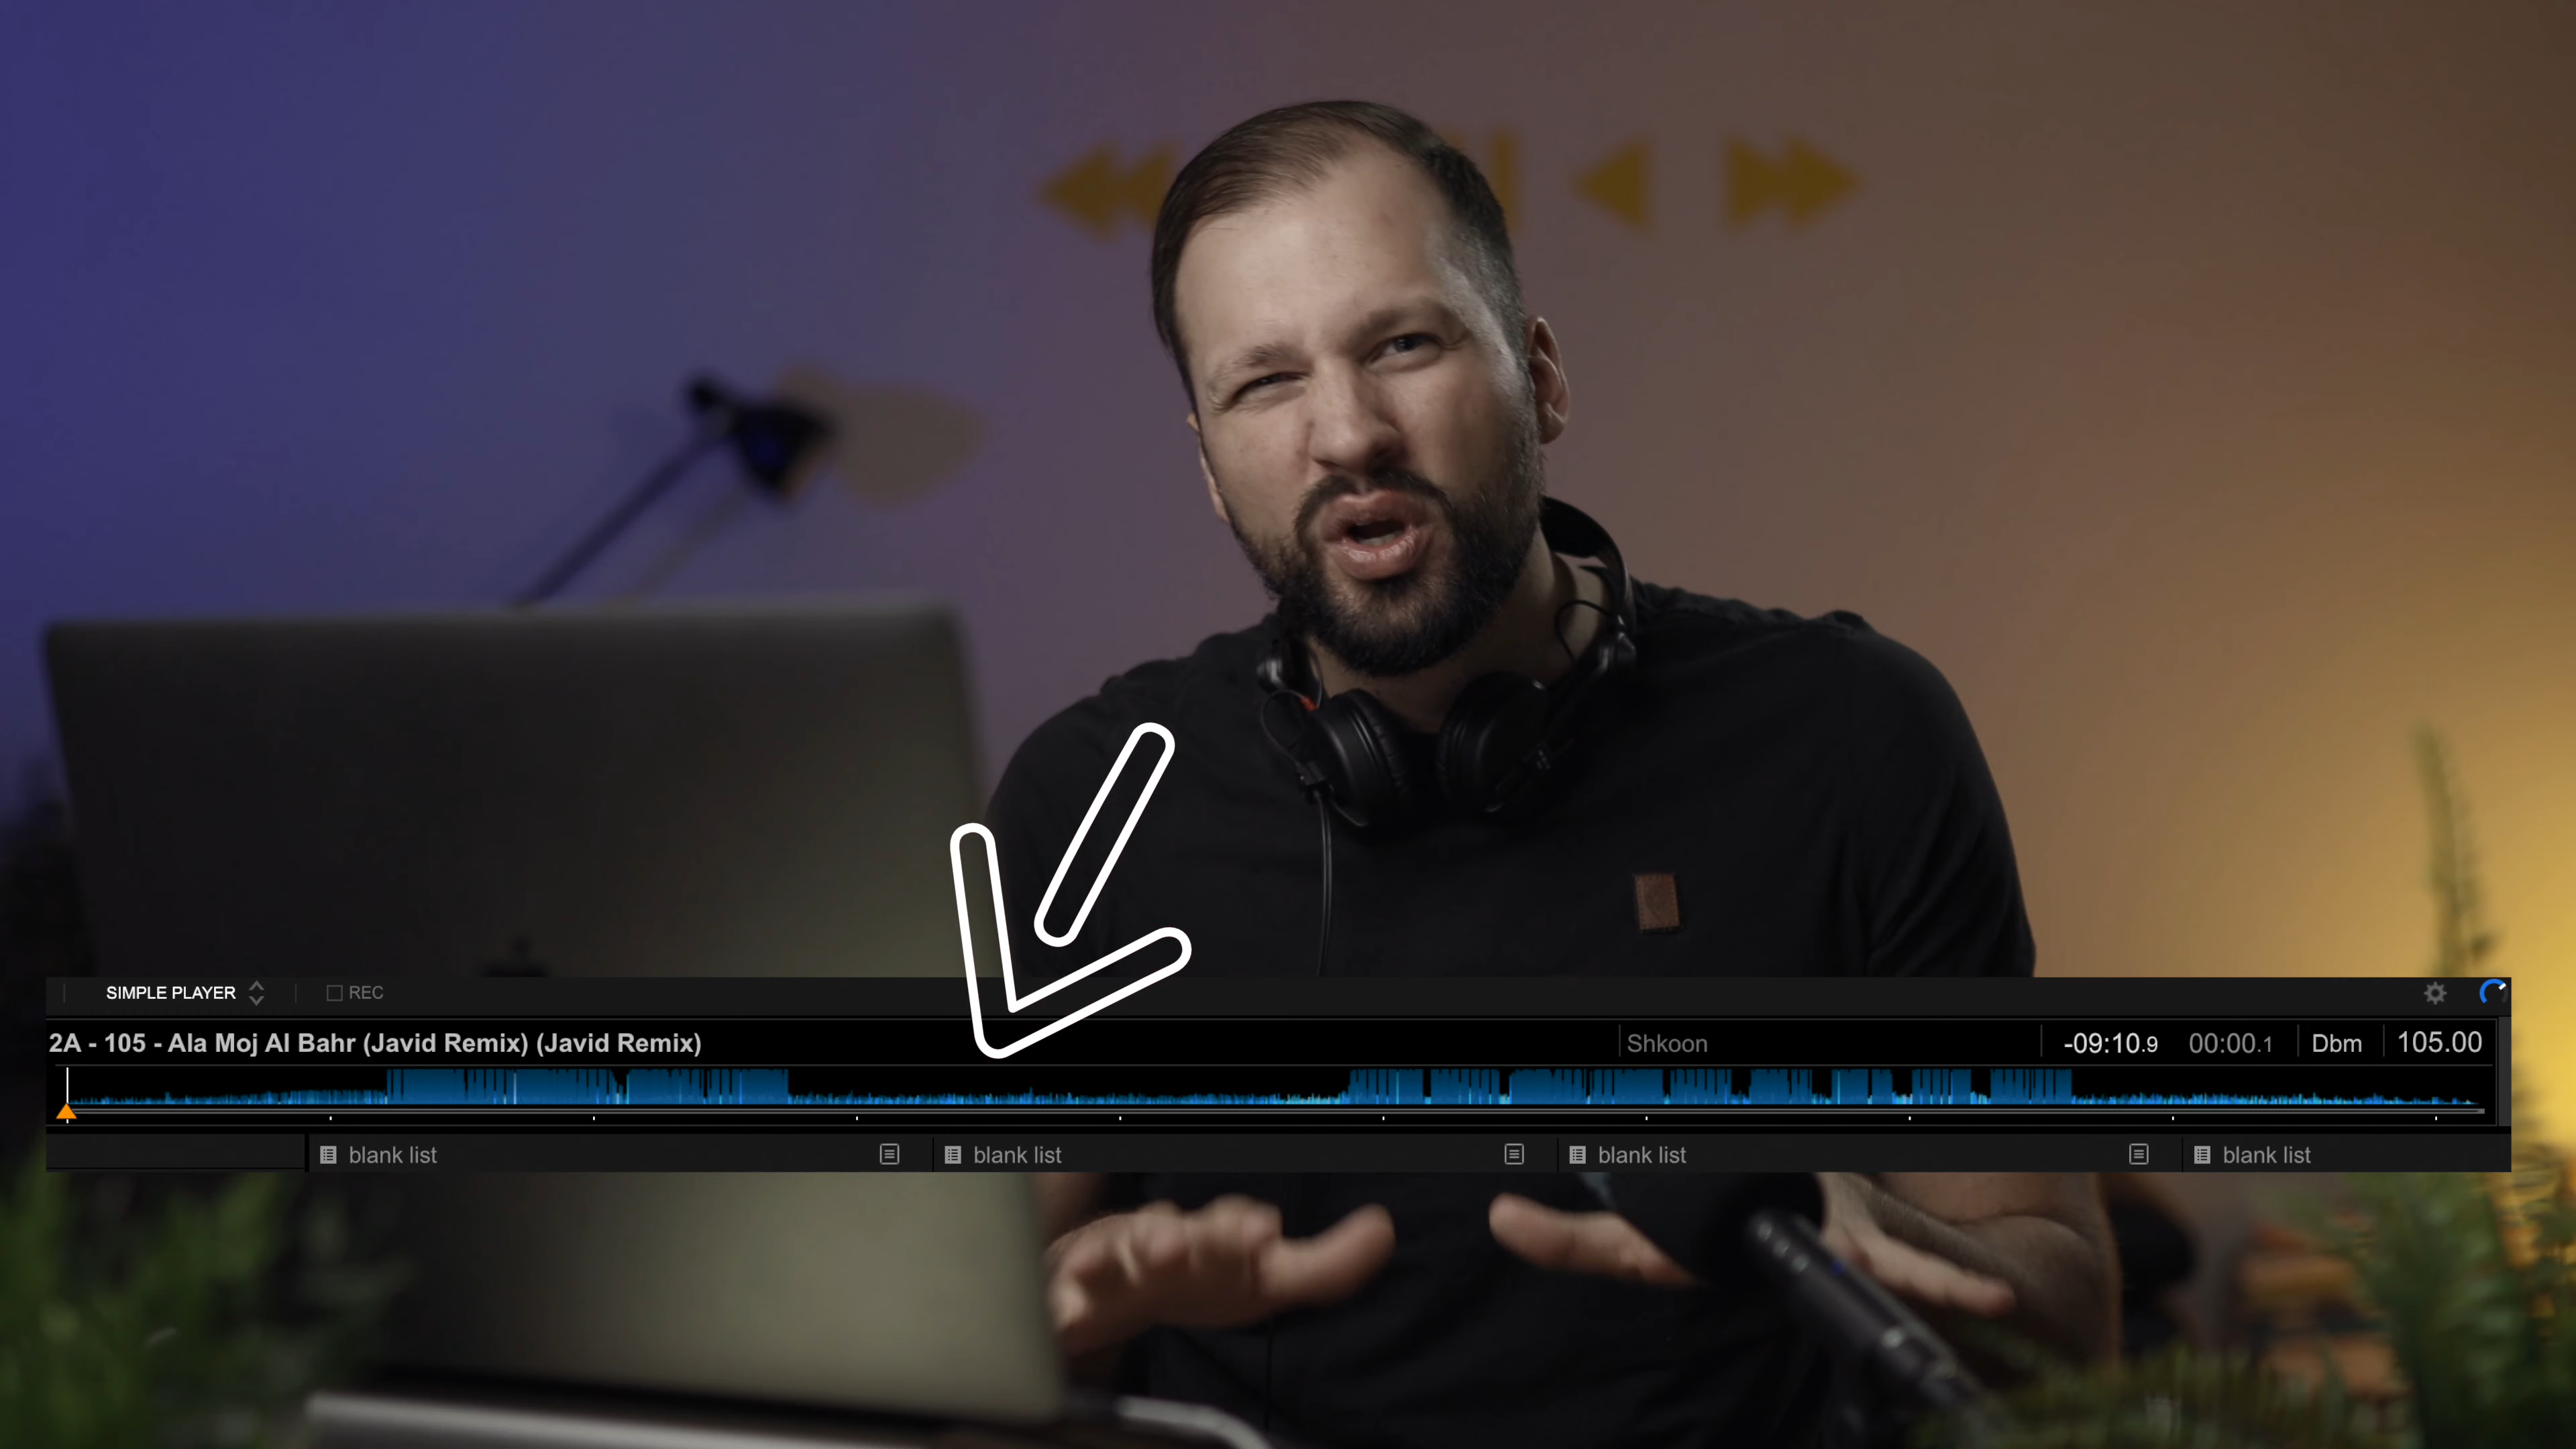 SIMPLE PLAYER REC
2A - 105 - Ala Moj Al Bahr (Javid Remix) (Javid Remix) Shkoon -09:10.9 00:00.1 Dbm 105.00
blank list blank list blank list blank list